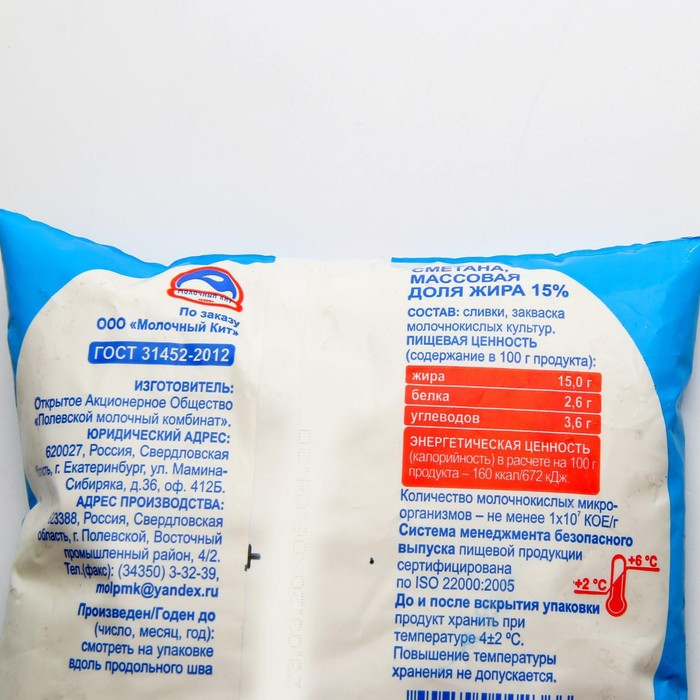 Молочный кит
По заказу
ООО «Молочный Кит»
ГОСТ 31452-2012
ИЗГОТОВИТЕЛЬ:
Открытое Акционерное Общество
«Полевской молочный комбинат».
ЮРИДИЧЕСКИЙ АДРЕС:
620027, Россия, Свердловская
г. Екатеринбург, ул. Мамина-
Сибиряка, д.36, оф. 412Б.
АДРЕС ПРОИЗВОДСТВА:
623388, Россия, Свердловская
область, г. Полевской, Восточный
промышленный район, 4/2.
Тел.(факс): (34350) 3-32-39,
molpmk@yandex.ru
Произведен/Годен до
(число, месяц, год):
смотреть на упаковке
вдоль продольного шва
СМЕТАНА,
МАССОВАЯ
ДОЛЯ ЖИРА 15%
СОСТАВ: сливки, закваска
молочнокислых культур.
ПИЩЕВАЯ ЦЕННОСТЬ
(содержание в 100 г продукта):
жира 15,0 г
белка 2,6 г
углеводов 3,6 г
ЭНЕРГЕТИЧЕСКАЯ ЦЕННОСТЬ
(калорийность) в расчете на 100 г
продукта – 160 ккал/672 кДж.
Количество молочнокислых микро-
организмов – не менее 1х10⁷ КОЕ/г
Система менеджмента безопасного
выпуска пищевой продукции
сертифицирована
по ISO 22000:2005
+6 °C
+2 °C
До и после вскрытия упаковки
продукт хранить при
температуре 4±2 °C.
Повышение температуры
хранения не допускается.